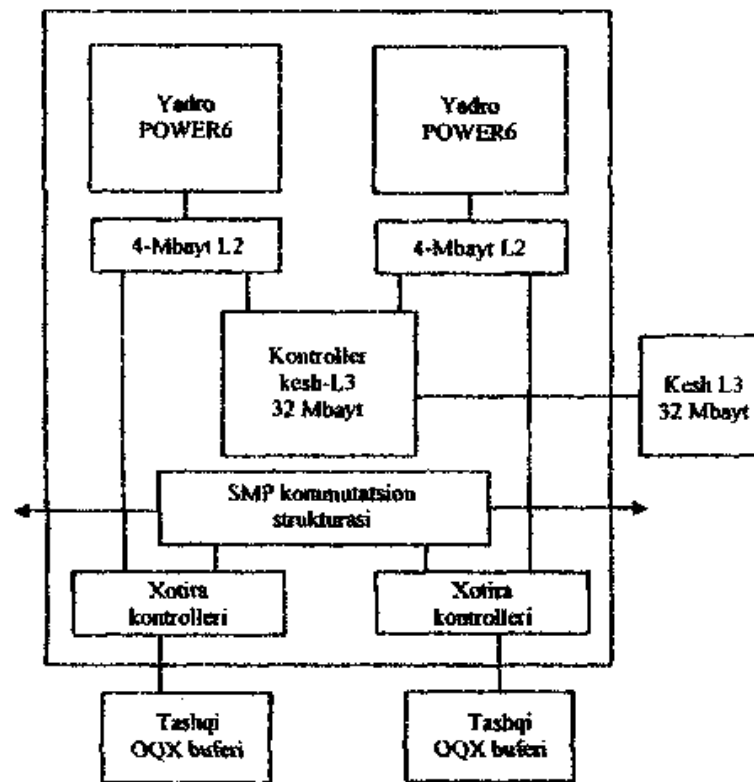 Yadro
POWER6
Yadro
POWER6
4-Mbayt L2
4-Mbayt L2
Kontroller
kesh-L3
32 Mbayt
Kesh L3
32 Mbayt
SMP kommutatsion
strukturasi
Xotira
kontrolleri
Xotira
kontrolleri
Tashqi
OQX buferi
Tashqi
OQX buferi